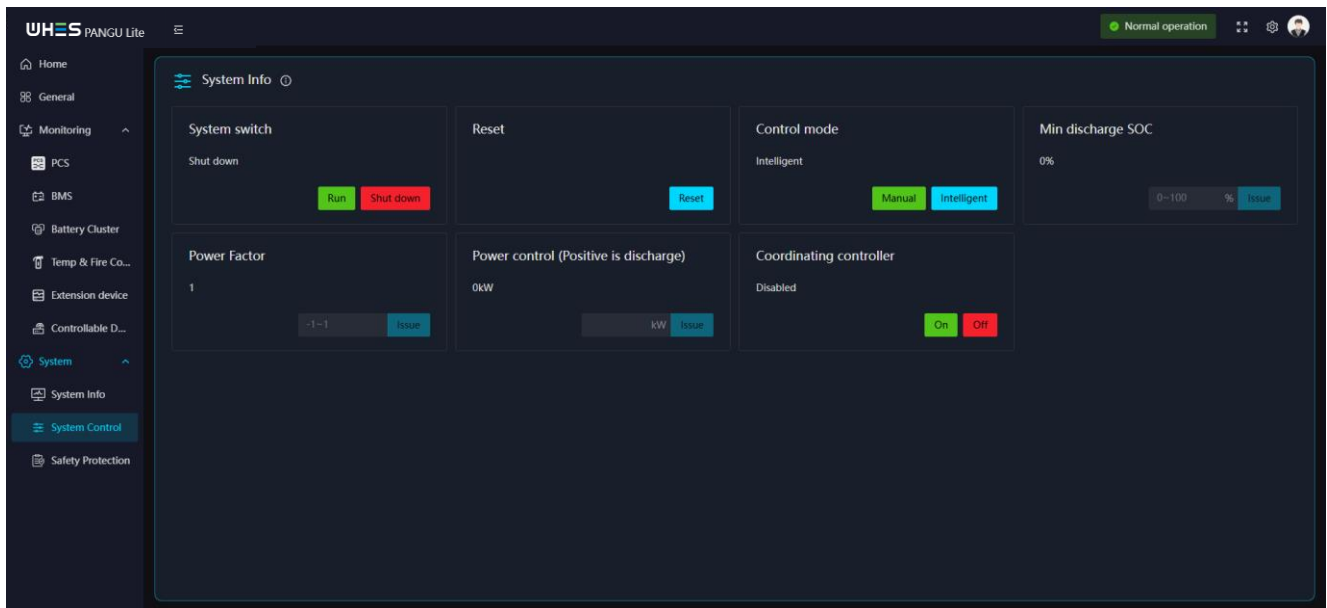 WHES PANGU Lite
Normal operation
Home
General
Monitoring
PCS
BMS
Battery Cluster
Temp & Fire Co...
Extension device
Controllable D...
System
System Info
System Control
Safety Protection
System Info
System switch
Shut down
Run Shut down
Reset
Reset
Control mode
Intelligent
Manual Intelligent
Min discharge SOC
0%
0~100 % Issue
Power Factor
1
-1~1 Issue
Power control (Positive is discharge)
0kW
kW Issue
Coordinating controller
Disabled
On Off